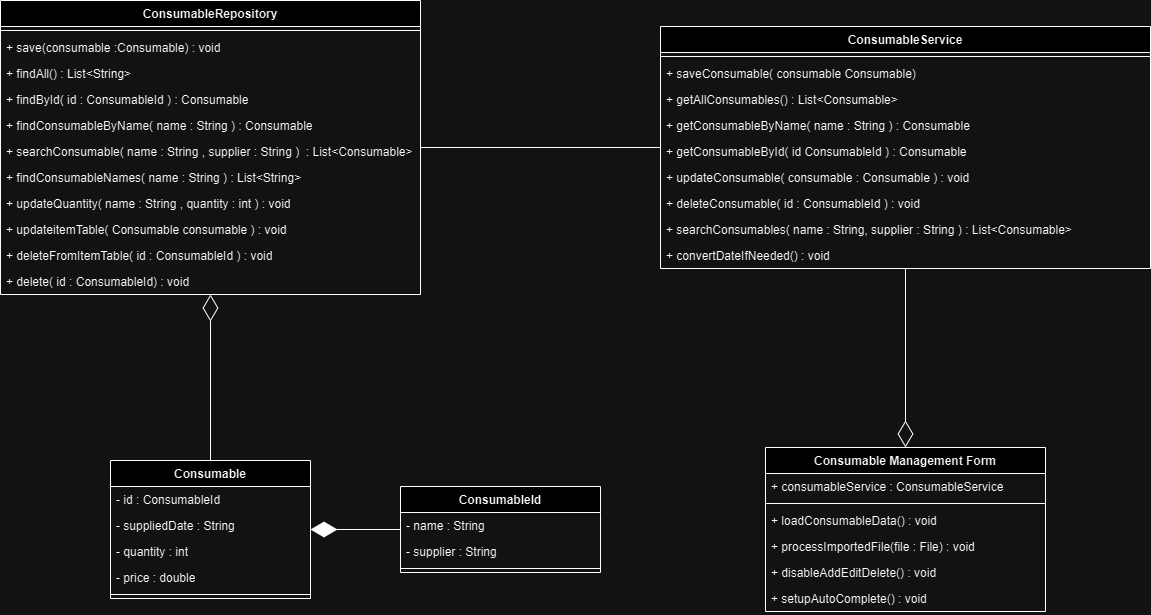 ConsumableRepository
+ save(consumable :Consumable) : void
+ findAll() : List<String>
+ findById( id : ConsumableId ) : Consumable
+ findConsumableByName( name : String ) : Consumable
+ searchConsumable( name : String , supplier : String )  : List<Consumable>
+ findConsumableNames( name : String ) : List<String>
+ updateQuantity( name : String , quantity : int ) : void
+ updateitemTable( Consumable consumable ) : void
+ deleteFromItemTable( id : ConsumableId ) : void
+ delete( id : ConsumableId) : void
ConsumableService
+ saveConsumable( consumable Consumable)
+ getAllConsumables() : List<Consumable>
+ getConsumableByName( name : String ) : Consumable
+ getConsumableById( id ConsumableId ) : Consumable
+ updateConsumable( consumable : Consumable ) : void
+ deleteConsumable( id : ConsumableId ) : void
+ searchConsumables( name : String, supplier : String ) : List<Consumable>
+ convertDateIfNeeded() : void
Consumable
- id : ConsumableId
- suppliedDate : String
- quantity : int
- price : double
ConsumableId
- name : String
- supplier : String
Consumable Management Form
+ consumableService : ConsumableService
+ loadConsumableData() : void
+ processImportedFile(file : File) : void
+ disableAddEditDelete() : void
+ setupAutoComplete() : void